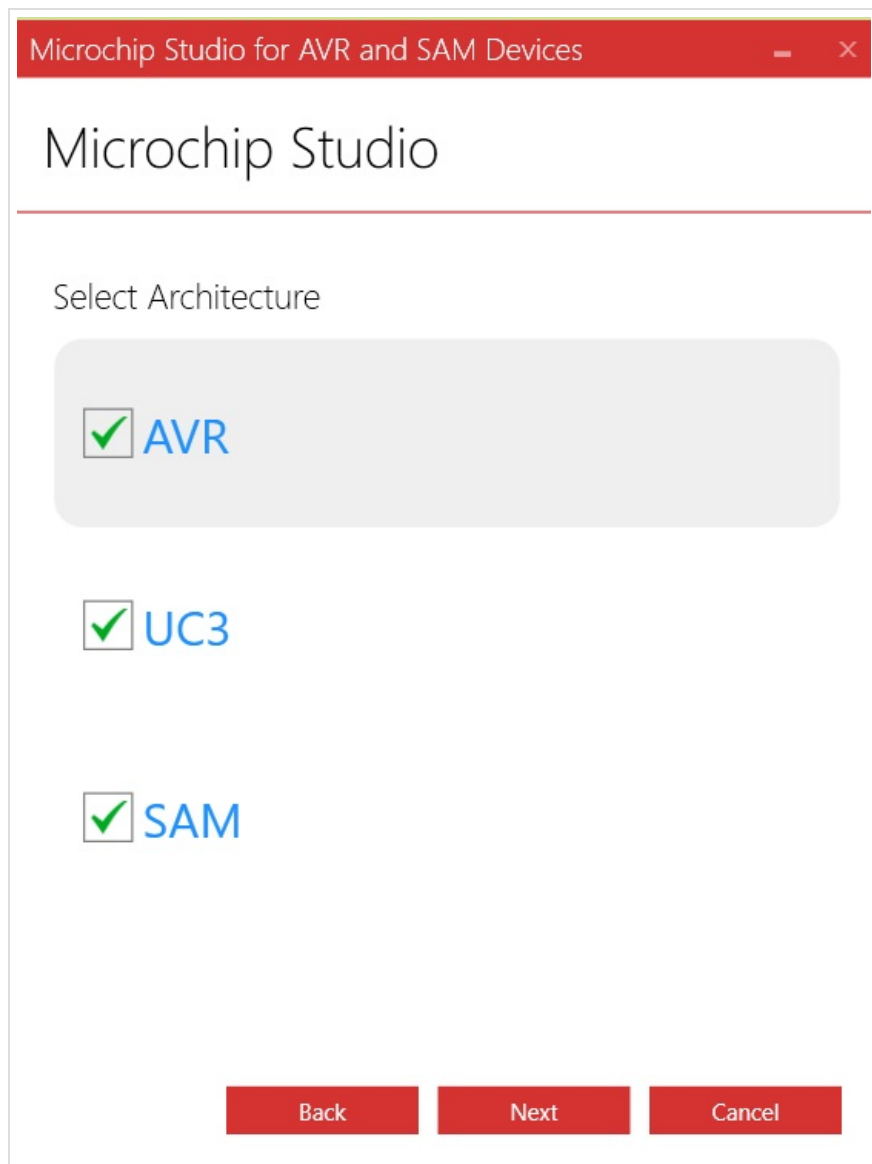 Microchip Studio for AVR and SAM Devices
Microchip Studio
Select Architecture
AVR
UC3
SAM
Back Next Cancel